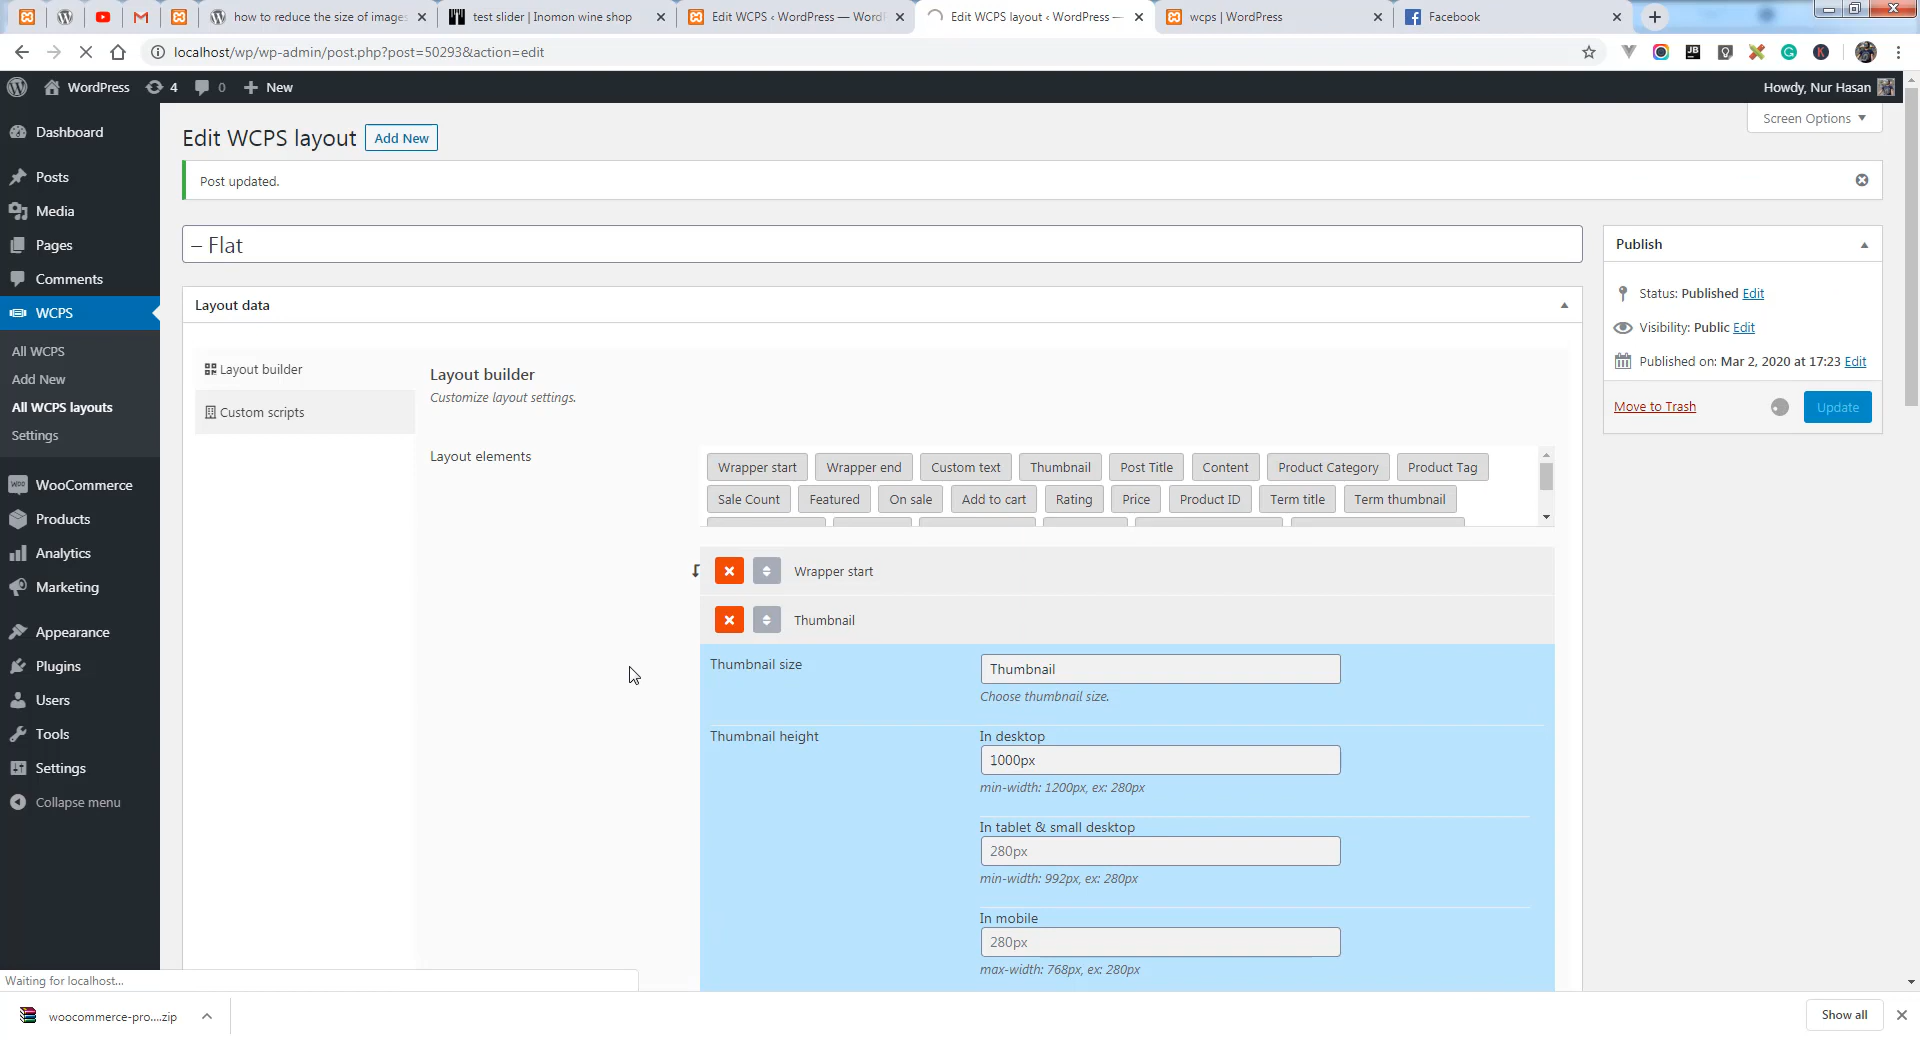 how to reduce the size of images
test slider | Inomon wine shop
Edit WCPS ‹ WordPress — WordF
Edit WCPS layout ‹ WordPress —
wcps | WordPress
Facebook
localhost/wp/wp-admin/post.php?post=50293&action=edit
WordPress
4
0
New
Howdy, Nur Hasan
Dashboard
Posts
Media
Pages
Comments
WCPS
All WCPS
Add New
All WCPS layouts
Settings
WooCommerce
Products
Analytics
Marketing
Appearance
Plugins
Users
Tools
Settings
Collapse menu
Screen Options
Edit WCPS layout
Add New
Post updated.
– Flat
Layout data
Layout builder
Custom scripts
Layout builder
Customize layout settings.
Layout elements
Wrapper start Wrapper end Custom text Thumbnail Post Title Content Product Category Product Tag
Sale Count Featured On sale Add to cart Rating Price Product ID Term title Term thumbnail
Wrapper start
Thumbnail
Thumbnail size
Thumbnail
Choose thumbnail size.
Thumbnail height
In desktop
1000px
min-width: 1200px, ex: 280px
In tablet & small desktop
280px
min-width: 992px, ex: 280px
In mobile
280px
max-width: 768px, ex: 280px
Publish
Status: Published Edit
Visibility: Public Edit
Published on: Mar 2, 2020 at 17:23 Edit
Move to Trash
Update
Waiting for localhost...
woocommerce-pro....zip
Show all